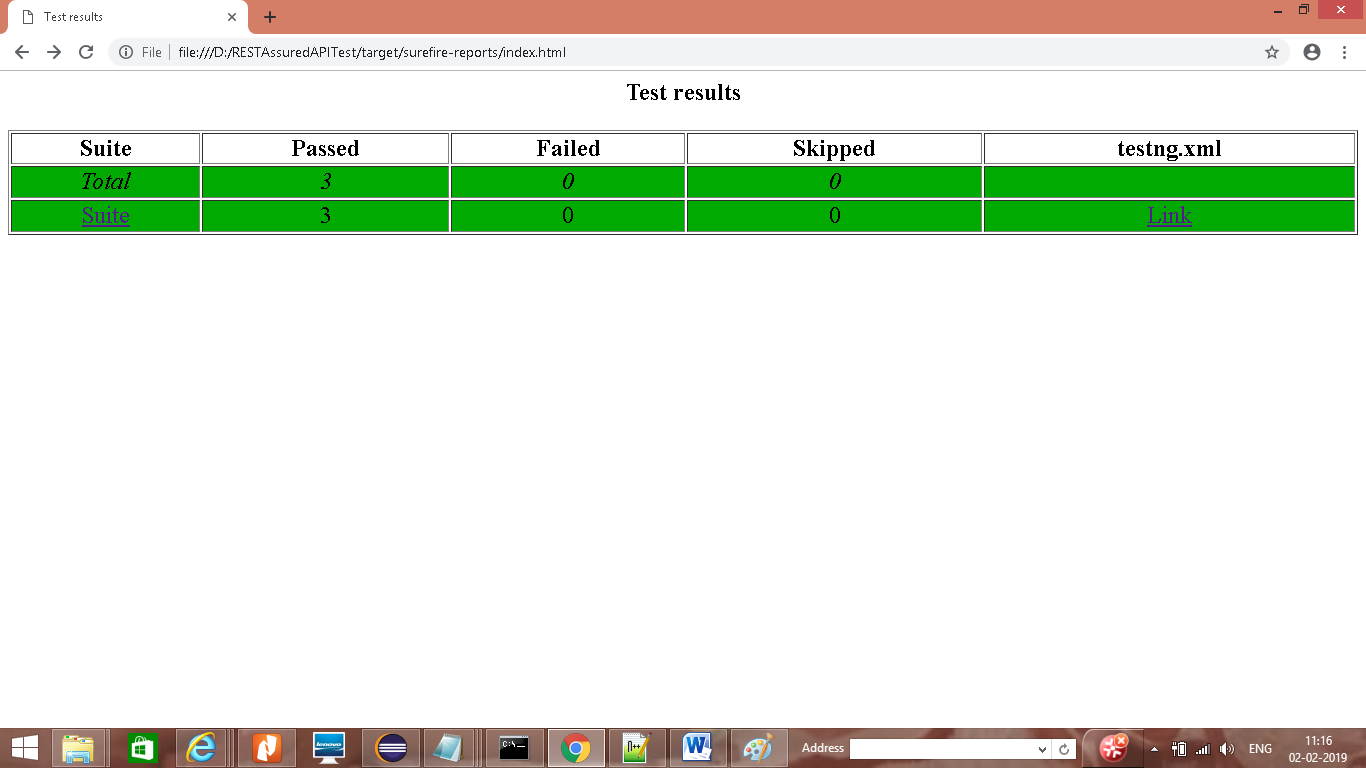 Test results
File file:///D:/RESTAssuredAPITest/target/surefire-reports/index.html
Test results
Suite Passed Failed Skipped testng.xml
Total 3 0 0
Suite 3 0 0 Link
Address ENG 11:16
02-02-2019